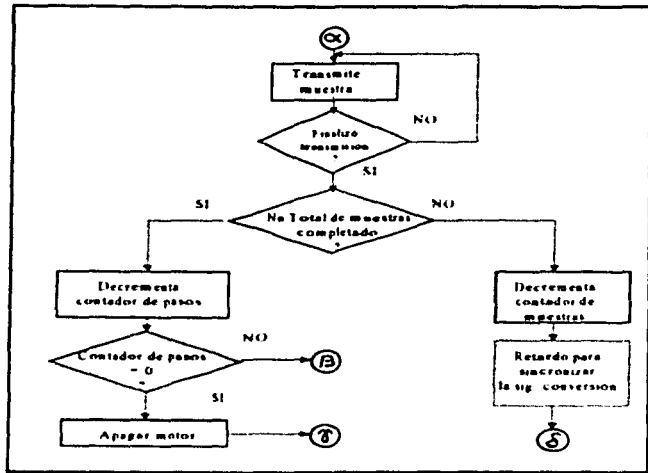 α
Transmite
muestra
Finalizó
transmisión
?
NO
SI
No Total de muestras
completado
?
SI
NO
Decrementa
contador de pasos
Decrementa
contador de
muestras
Contador de pasos
= 0
?
NO
β
SI
Retardo para
sincronizar
la sig. conversión
Apagar motor
γ
δ